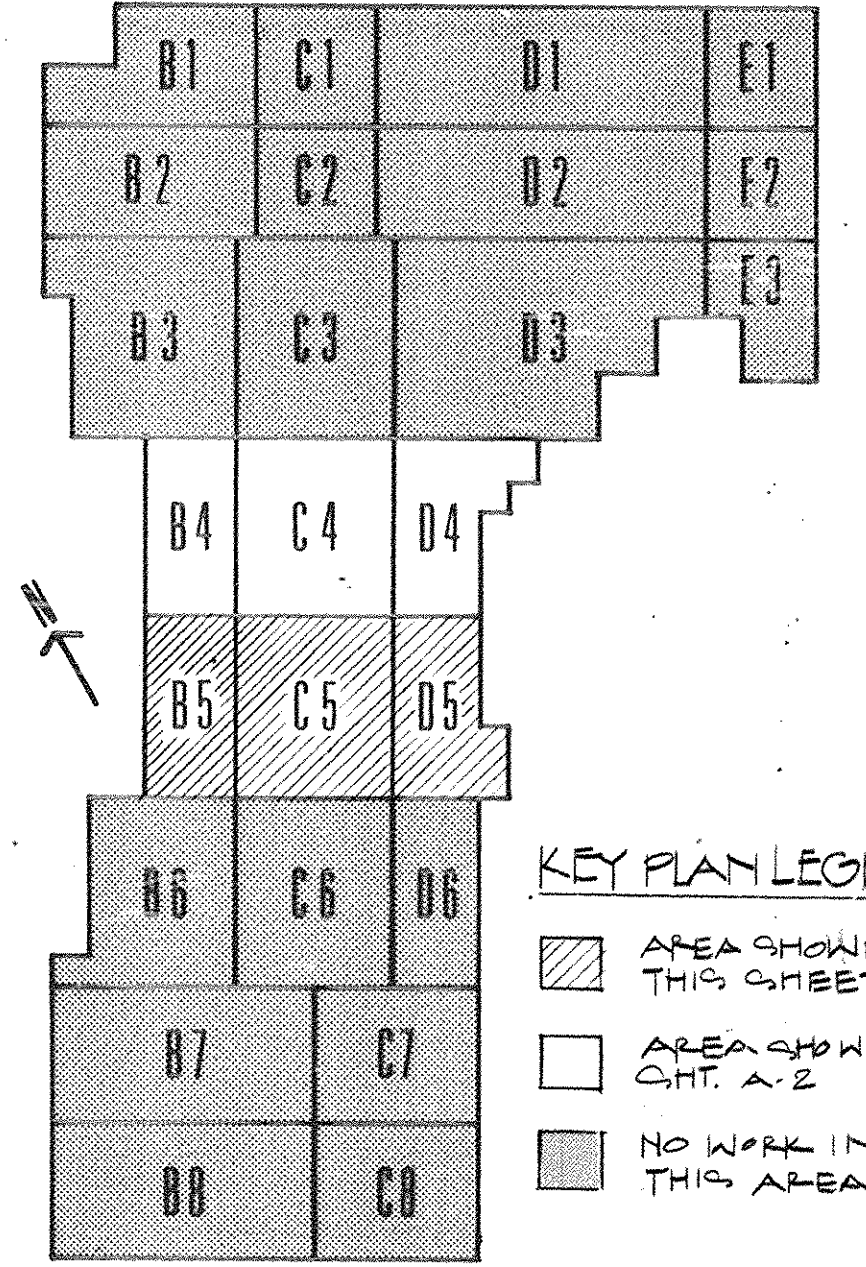 B1 C1 D1 E1
B2 C2 D2 E2
B3 C3 D3 E3
B4 C4 D4
N
B5 C5 D5
B6 C6 D6
B7 C7
B8 C8
KEY PLAN LEG
AREA SHOWN
THIS SHEET
AREA SHOW
SHT. A-2
NO WORK IN
THIS AREA